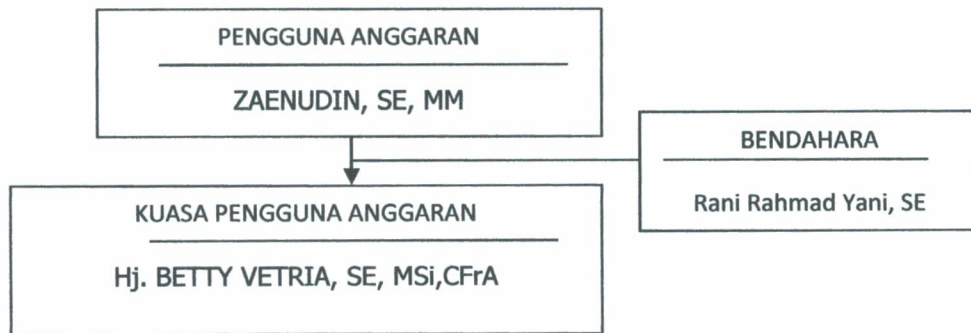 PENGGUNA ANGGARAN
ZAENUDIN, SE, MM
BENDAHARA
Rani Rahmad Yani, SE
KUASA PENGGUNA ANGGARAN
Hj. BETTY VETRIA, SE, MSi,CFrA